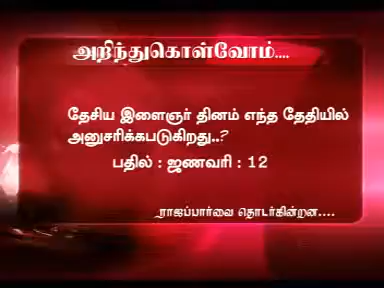 அறிந்துகொள்வோம்....
தேசிய இளைஞர் தினம் எந்த தேதியில்
அனுசரிக்கபடுகிறது..?
பதில் : ஜனவரி : 12
ராஜப்பார்வை தொடர்கின்றன....